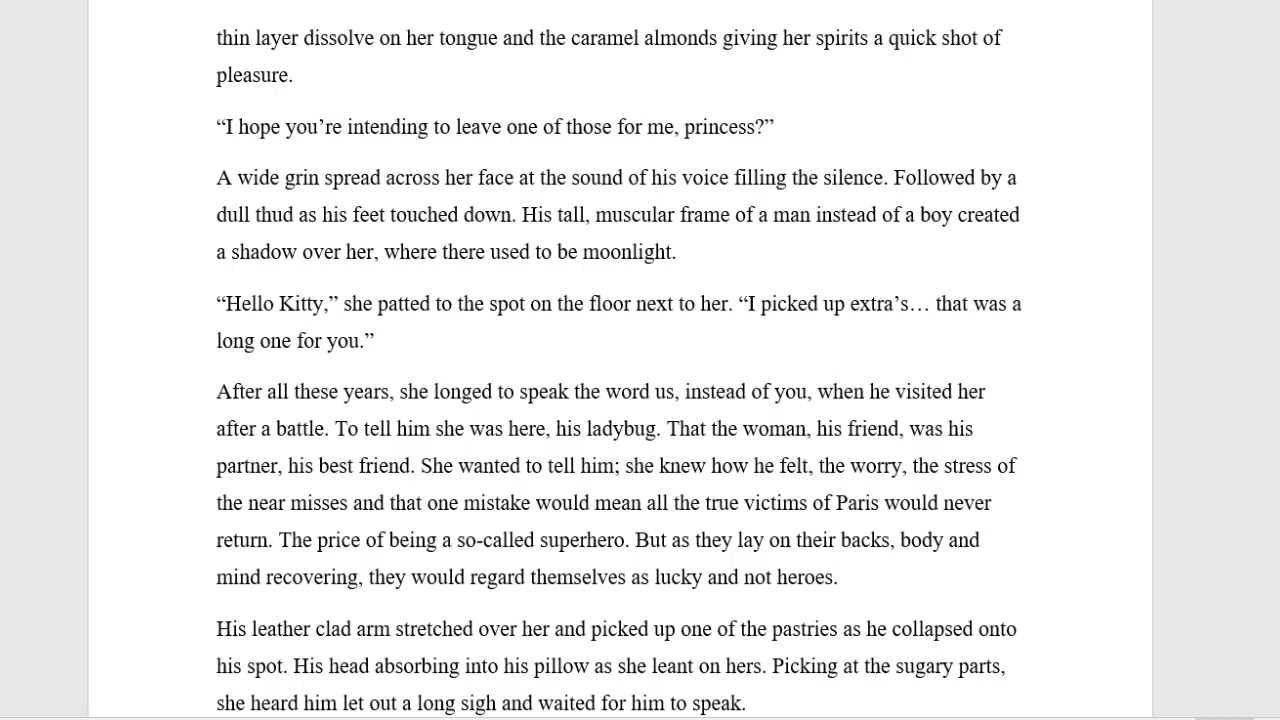 thin layer dissolve on her tongue and the caramel almonds giving her spirits a quick shot of
pleasure.
“I hope you’re intending to leave one of those for me, princess?”
A wide grin spread across her face at the sound of his voice filling the silence. Followed by a
dull thud as his feet touched down. His tall, muscular frame of a man instead of a boy created
a shadow over her, where there used to be moonlight.
“Hello Kitty,” she patted to the spot on the floor next to her. “I picked up extra’s… that was a
long one for you.”
After all these years, she longed to speak the word us, instead of you, when he visited her
after a battle. To tell him she was here, his ladybug. That the woman, his friend, was his
partner, his best friend. She wanted to tell him; she knew how he felt, the worry, the stress of
the near misses and that one mistake would mean all the true victims of Paris would never
return. The price of being a so-called superhero. But as they lay on their backs, body and
mind recovering, they would regard themselves as lucky and not heroes.
His leather clad arm stretched over her and picked up one of the pastries as he collapsed onto
his spot. His head absorbing into his pillow as she leant on hers. Picking at the sugary parts,
she heard him let out a long sigh and waited for him to speak.